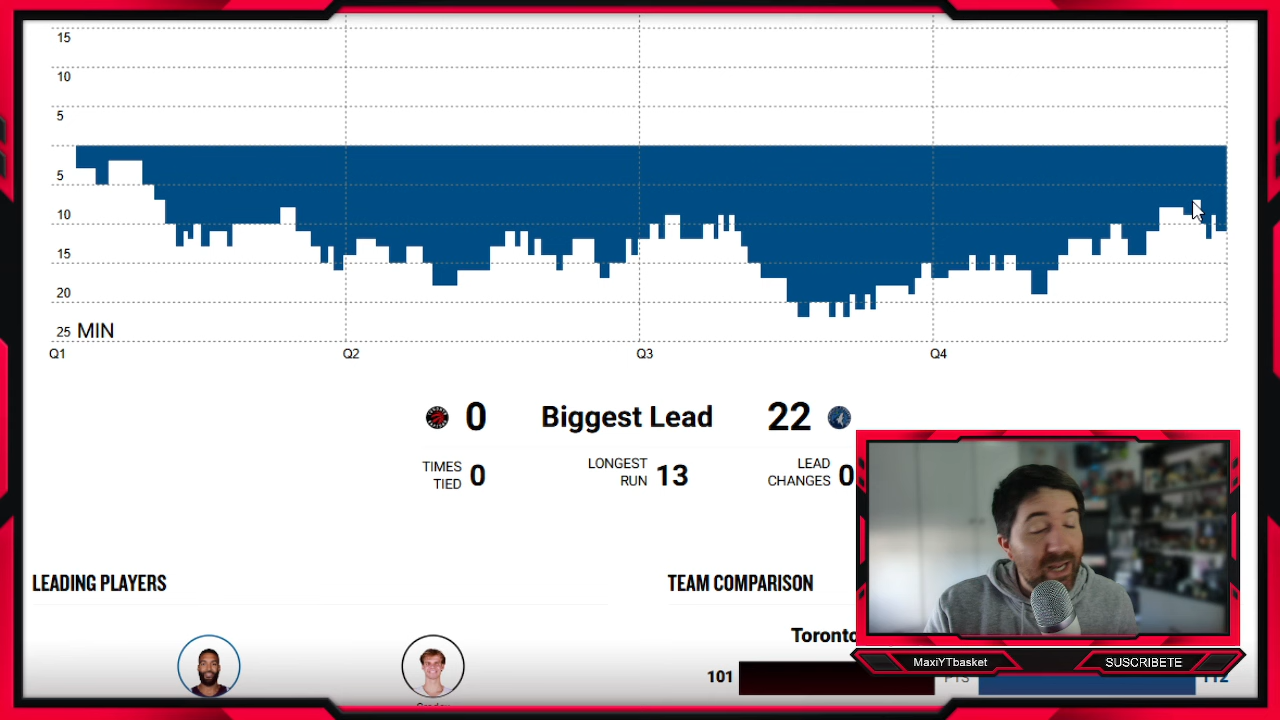 15
10
5
5
10
15
20
25 MIN
Q1 Q2 Q3 Q4
0 Biggest Lead 22
TIMES TIED 0 LONGEST RUN 13 LEAD CHANGES 0
LEADING PLAYERS TEAM COMPARISON
Toronto
101 PTS 112
MaxiYTbasket SUSCRIBETE